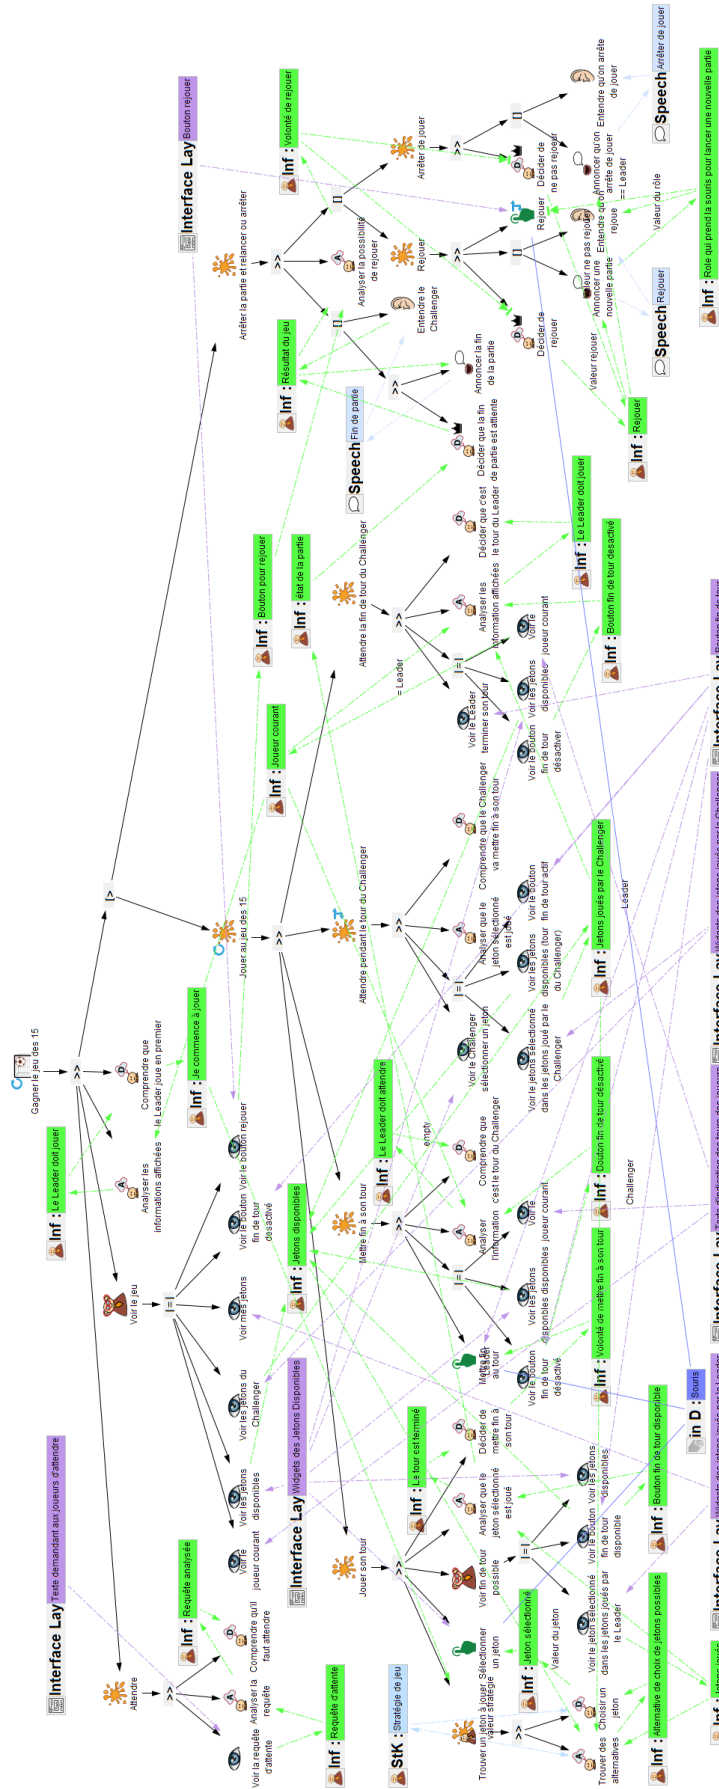 Gagner le jeu des 15
>>
[>
Inf : Le Leader doit jouer
Analyser les
informations affichées
Comprendre que
le Leader joue en premier
Inf : Je commence à jouer
Interface Lay Texte demandant aux joueurs d'attendre
Attendre
>>
Voir la requête
d'attente
Analyser la
requête
Comprendre qu'il
faut attendre
Inf : Requête analysée
Inf : Requête d'attente
Voir le jeu
|=|
Voir le
joueur courant
Voir les jetons
disponibles
Voir les jetons du
Challenger
Voir mes jetons
Voir le bouton
fin de tour
désactivé
Voir le bouton rejouer
Interface Lay Widgets des Jetons Disponibles
Inf : Jetons disponibles
Jouer au jeu des 15
>>
Jouer son tour
>>
StK : Stratégie de jeu
Trouver un jeton à jouer
Valeur stratégie
>>
Trouver des
alternatives
Choisir un
jeton
Inf : Alternative de choix de jetons possibles
Sélectionner
un jeton
Inf : Jeton sélectionné
Valeur du jeton
Voir fin de tour
possible
|=|
Voir le jeton sélectionné
dans les jetons joués par
le Leader
Voir le bouton
fin de tour
disponible
Voir les jetons
disponibles
Inf : Bouton fin de tour disponible
Analyser que le
jeton sélectionné
est joué
Décider de
mettre fin à
son tour
Inf : Le tour est terminé
Inf : Volonté de mettre fin à son tour
in D : Souris
Mettre fin à son tour
>>
Mettre fin
au tour
Leader
|=|
Voir le bouton
fin de tour
désactivé
Voir les jetons
disponibles
Voir le
joueur courant
Analyser
l'information
Comprendre que
c'est le tour du Challenger
Inf : Le Leader doit attendre
empty
Inf : Bouton fin de tour désactivé
Challenger
Attendre pendant le tour du Challenger
>>
Voir le Challenger
sélectionner un jeton
|=|
Voir le jetons sélectionné
dans les jetons joué par le
Challenger
Voir les jetons
disponibles (tour
du Challenger)
Voir le bouton
fin de tour actif
Analyser que le
jeton sélectionné
est joué
Comprendre que le Challenger
va mettre fin à son tour
Inf : Jetons joués par le Challenger
Leader
Inf : Joueur courant
Attendre la fin de tour du Challenger
>>
= Leader
Voir le Leader
terminer son tour
|=|
Voir le bouton
fin de tour
désactivé
Voir les jetons
disponibles
Voir le
joueur courant
Analyser les
information affichées
Décider que c'est
le tour du Leader
Inf : Le Leader doit jouer
Inf : Bouton fin de tour desactivé
Inf : Bouton pour rejouer
Inf : état de la partie
Interface Lay Bouton rejouer
Arrêter la partie et relancer ou arrêter
>>
[]
>>
Décider que la fin
de partie est attiente
Annoncer la fin
de la partie
Entendre le
Challenger
Speech Fin de partie
Inf : Résultat du jeu
Analyser la possibilité
de rejouer
Inf : Volonté de rejouer
[]
Rejouer
>>
Décider de
rejouer
[]
Annoncer une
nouvelle partie
Rejouer
Valeur rejouer
Inf : Rejouer
Speech Rejouer
Arrêter de jouer
>>
Décider de
ne pas rejouer
[]
Annoncer qu'on
arrête de jouer
Entendre qu'on arrête
de jouer
== Leader
Valeur du rôle
Speech Arrêter de jouer
Inf : Role qui prend la souris pour lancer une nouvelle partie